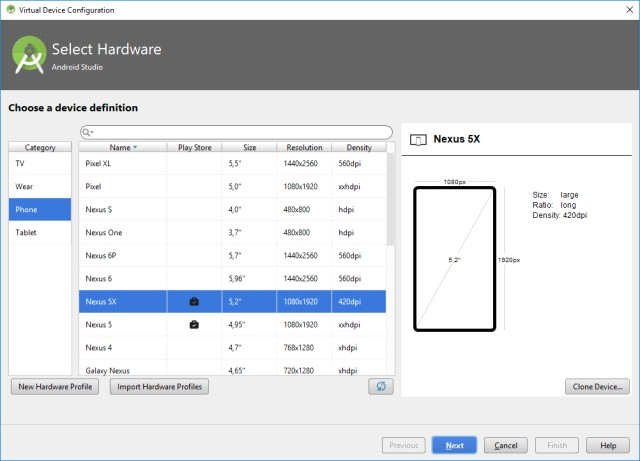 Virtual Device Configuration
Select Hardware
Android Studio
Choose a device definition
Category
TV
Wear
Phone
Tablet
Name Play Store Size Resolution Density
Pixel XL 5,5" 1440x2560 560dpi
Pixel 5,0" 1080x1920 xxhdpi
Nexus S 4,0" 480x800 hdpi
Nexus One 3,7" 480x800 hdpi
Nexus 6P 5,7" 1440x2560 560dpi
Nexus 6 5,96" 1440x2560 560dpi
Nexus 5X 5,2" 1080x1920 420dpi
Nexus 5 4,95" 1080x1920 xxhdpi
Nexus 4 4,7" 768x1280 xhdpi
Galaxy Nexus 4,65" 720x1280 xhdpi
New Hardware Profile Import Hardware Profiles
Nexus 5X
1080px
5,2"
1920px
Size: large
Ratio: long
Density: 420dpi
Clone Device...
Previous Next Cancel Finish Help